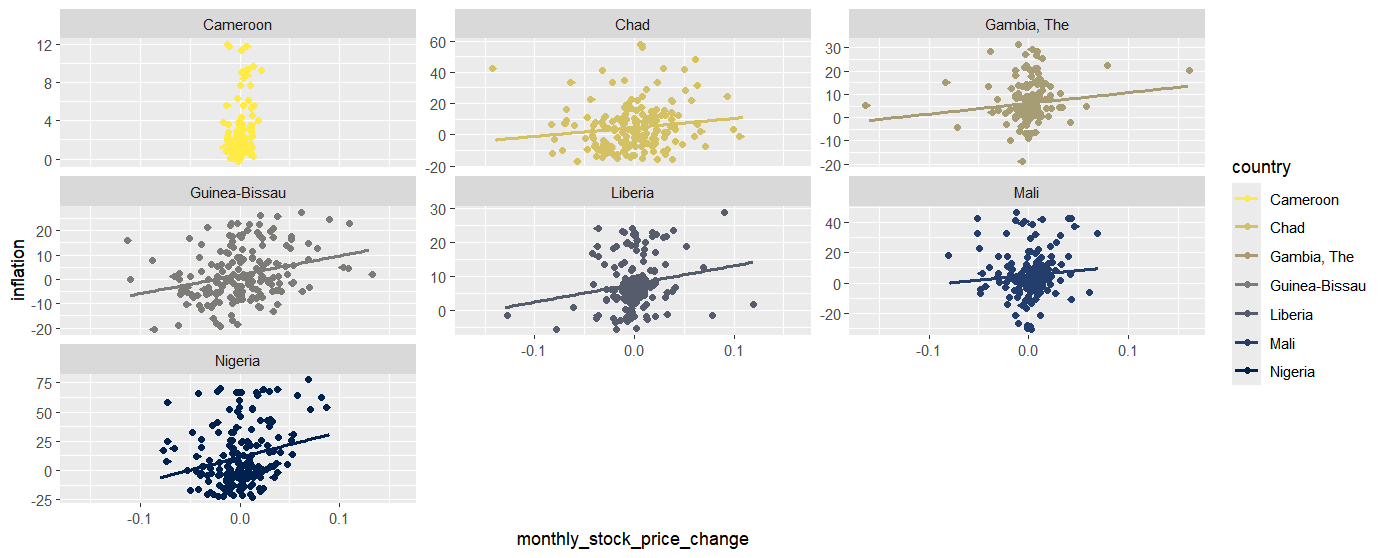 Cameroon
12
8
4
0
Chad
60
40
20
0
-20
Gambia, The
30
20
10
0
-10
-20
Guinea-Bissau
20
10
0
-10
-20
Liberia
30
20
10
0
-0.1 0.0 0.1
Mali
40
20
0
-20
-0.1 0.0 0.1
Nigeria
75
50
25
0
-25
-0.1 0.0 0.1
inflation
monthly_stock_price_change
country
Cameroon
Chad
Gambia, The
Guinea-Bissau
Liberia
Mali
Nigeria